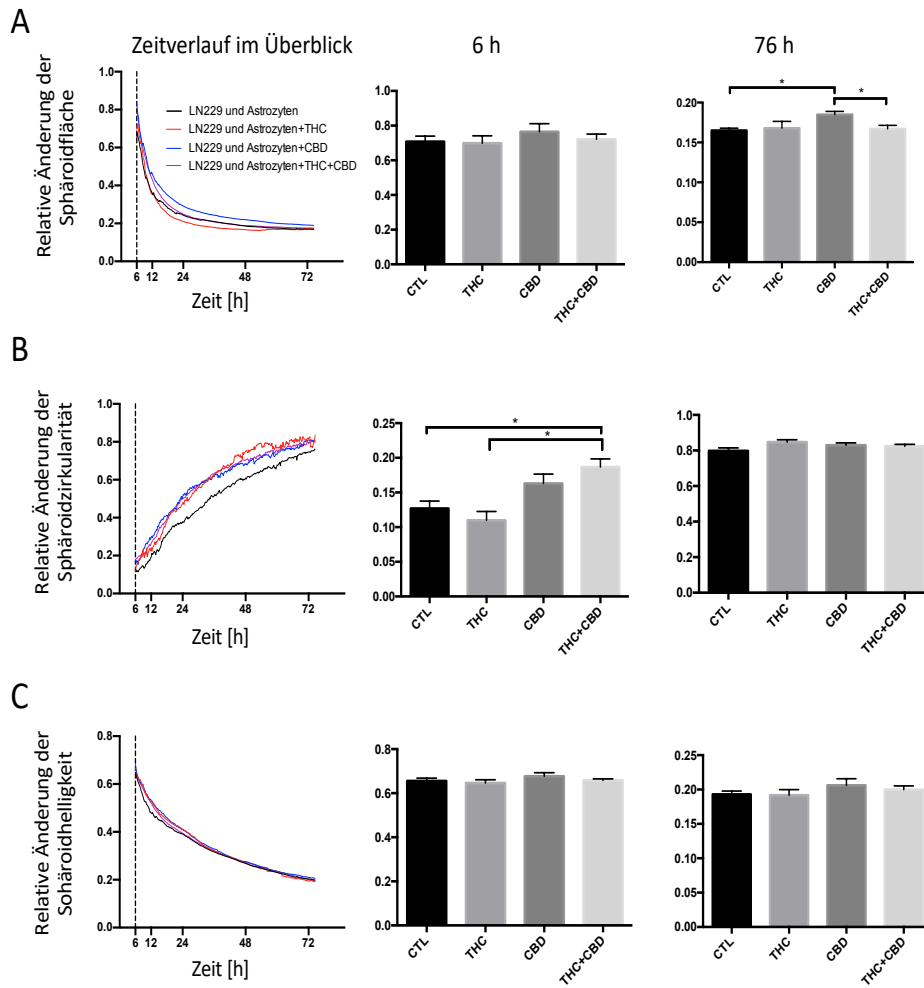 A
Zeitverlauf im Überblick
6 h
76 h
Relative Änderung der
Sphäroidfläche
1.0
0.8
0.6
0.4
0.2
0.0
LN229 und Astrozyten
LN229 und Astrozyten+THC
LN229 und Astrozyten+CBD
LN229 und Astrozyten+THC+CBD
6 12 24 48 72
Zeit [h]
1.0
0.8
0.6
0.4
0.2
0.0
CTL THC CBD THC+CBD
* *
0.20
0.15
0.10
0.05
0.00
CTL THC CBD THC+CBD
B
Relative Änderung der
Sphäroidzirkularität
1.0
0.8
0.6
0.4
0.2
0.0
6 12 24 48 72
Zeit [h]
*
*
0.25
0.20
0.15
0.10
0.05
0.00
CTL THC CBD THC+CBD
1.0
0.8
0.6
0.4
0.2
0.0
CTL THC CBD THC+CBD
C
Relative Änderung der
Sohäroidhelligkeit
0.8
0.6
0.4
0.2
0.0
6 12 24 48 72
Zeit [h]
0.8
0.6
0.4
0.2
0.0
CTL THC CBD THC+CBD
0.25
0.20
0.15
0.10
0.05
0.00
CTL THC CBD THC+CBD